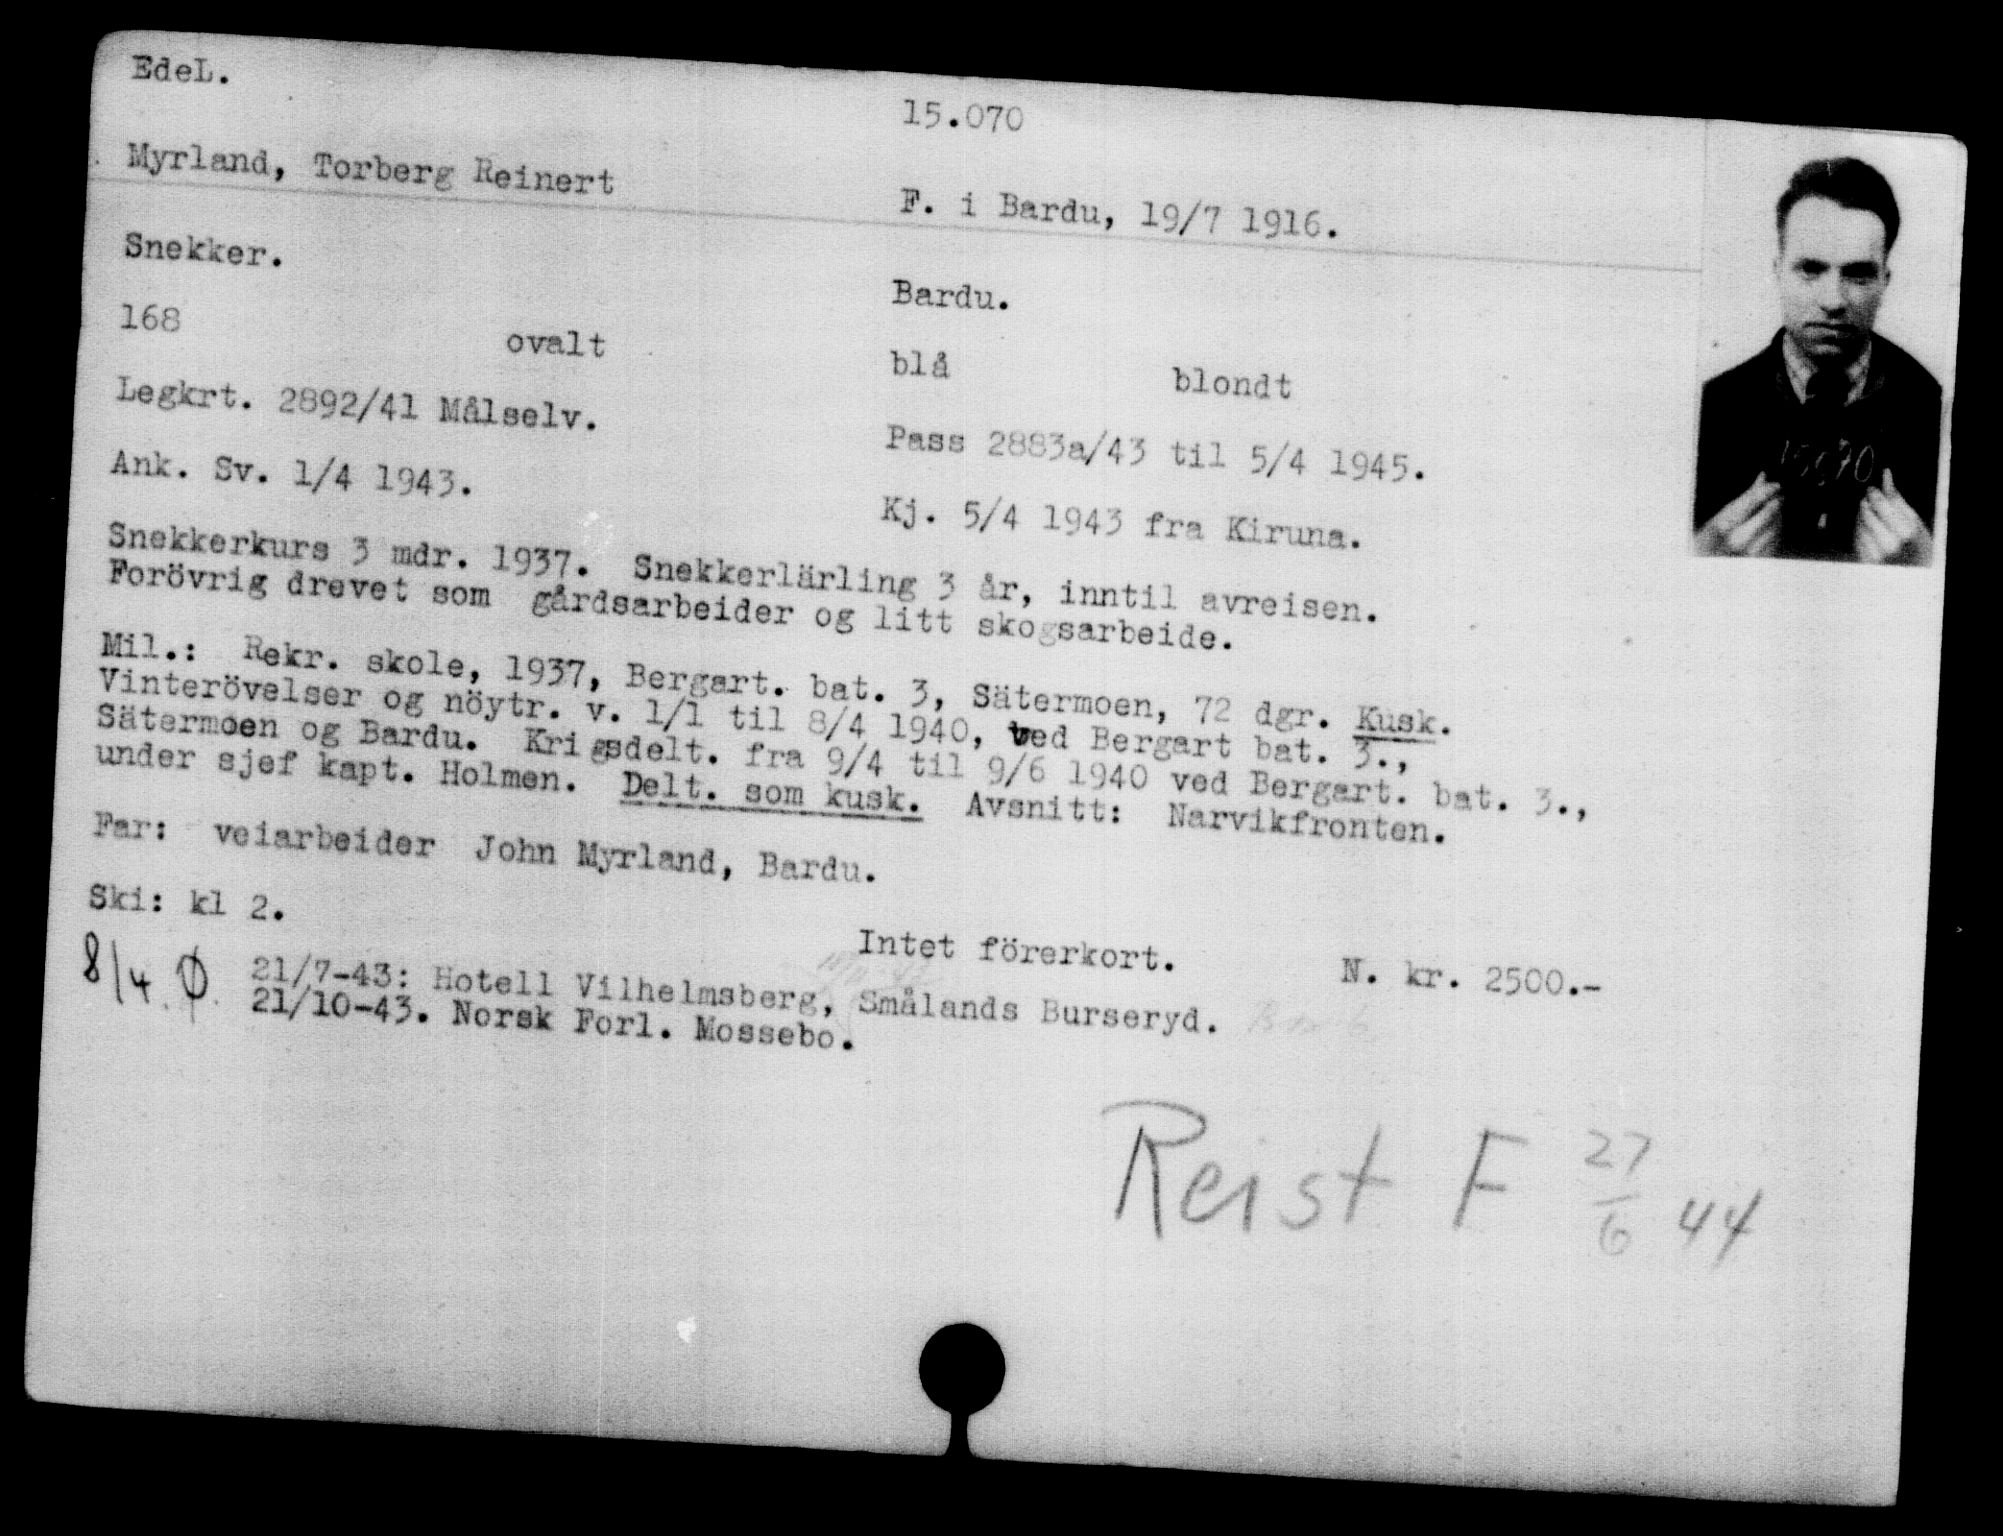 EdeL.
15.070
Myrland, Torberg Reinert
F. i Bardu, 19/7 1916.
Snekker.
Bardu.
168 ovalt
blå blondt
Legkrt. 2892/41 Målselv.
Pass 2883a/43 til 5/4 1945.
Ank. Sv. 1/4 1943.
Kj. 5/4 1943 fra Kiruna.
Snekkerkurs 3 mdr. 1937. Snekkerlärling 3 år, inntil avreisen.
Forövrig drevet som gårdsarbeider og litt skogsarbeide.
Mil.: Rekr. skole, 1937, Bergart. bat. 3, Sätermoen, 72 dgr. Kusk.
Vinterövelser og nöytr. v. 1/1 til 8/4 1940, ved Bergart bat. 3.,
Sätermoen og Bardu. Krigsdelt. fra 9/4 til 9/6 1940 ved Bergart. bat. 3.,
under sjef kapt. Holmen. Delt. som kusk. Avsnitt: Narvikfronten.
Far: veiarbeider John Myrland, Bardu.
Ski: kl 2.
Intet förerkort.
N. kr. 2500.-
8/4 Ø
21/7-43: Hotell Vilhelmsberg, Smålands Burseryd.
21/10-43. Norsk Forl. Mossebo.
Reist F 27/6 44
15070